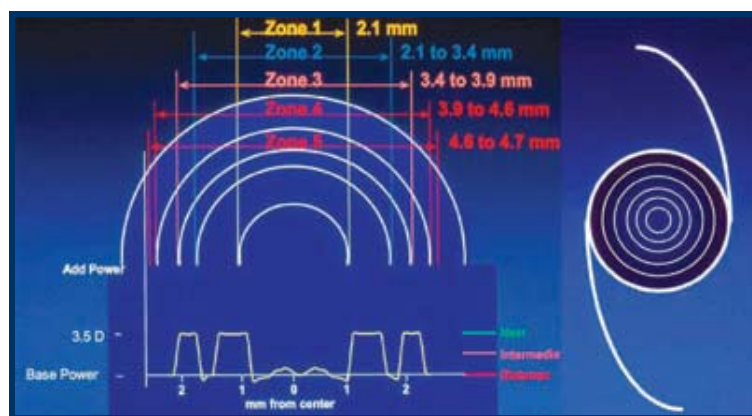 Zone 1 2.1 mm
Zone 2 2.1 to 3.4 mm
Zone 3 3.4 to 3.9 mm
Zone 4 3.9 to 4.6 mm
Zone 5 4.6 to 4.7 mm
Add Power
3.5 D
Near
Intermedia
Base Power
Distance
2 1 0 1 2
mm from center